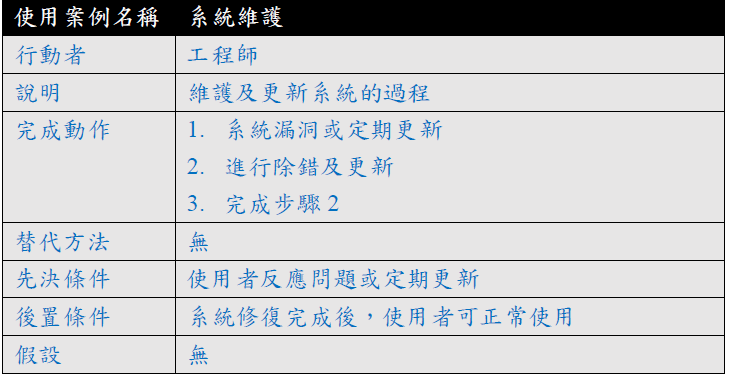 使用案例名稱 系統維護
行動者 工程師
說明 維護及更新系統的過程
完成動作 1. 系統漏洞或定期更新
2. 進行除錯及更新
3. 完成步驟 2
替代方法 無
先決條件 使用者反應問題或定期更新
後置條件 系統修復完成後，使用者可正常使用
假設 無